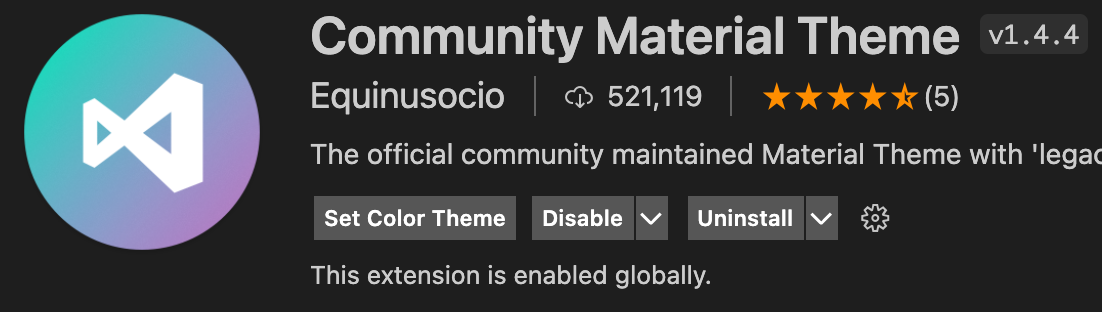 Community Material Theme v1.4.4
Equinusocio 521,119 (5)
The official community maintained Material Theme with 'legac
Set Color Theme Disable Uninstall
This extension is enabled globally.